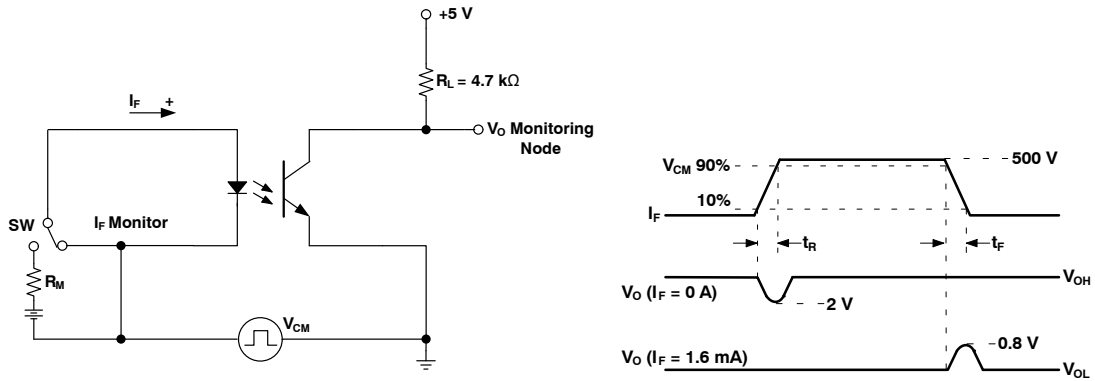 +5 V
R_L = 4.7 kΩ
I_F +
V_O Monitoring
Node
SW
I_F Monitor
R_M
V_CM
V_CM 90%
500 V
10%
I_F
t_R
t_F
V_O (I_F = 0 A)
V_OH
2 V
0.8 V
V_O (I_F = 1.6 mA)
V_OL